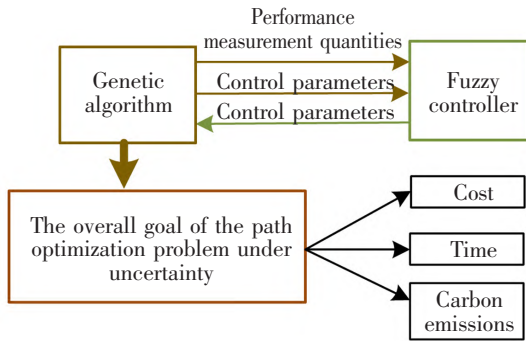 Performance
measurement quantities
Genetic
algorithm
Control parameters
Control parameters
Fuzzy
controller
The overall goal of the path
optimization problem under
uncertainty
Cost
Time
Carbon
emissions